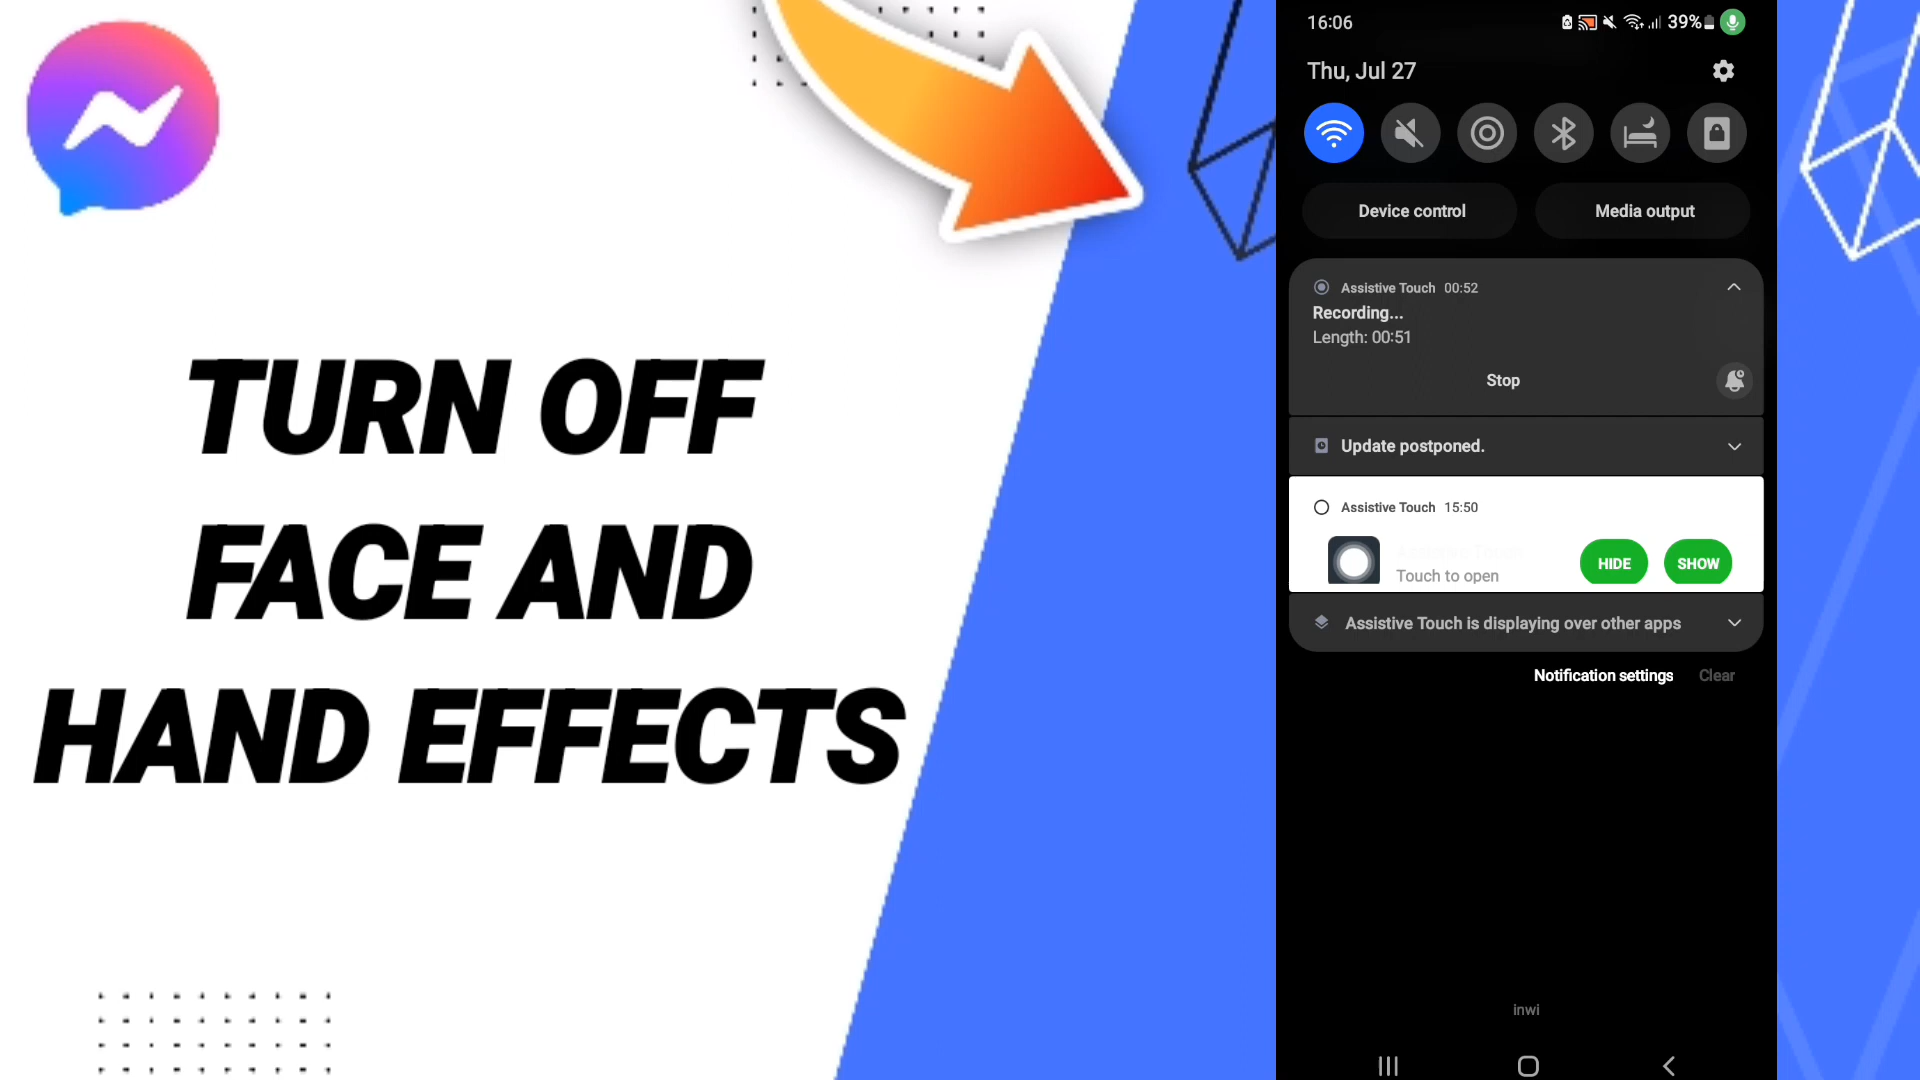 TURN OFF
FACE AND
HAND EFFECTS
16:06
39%
Thu, Jul 27
Device control
Media output
Assistive Touch 00:52
Recording...
Length: 00:51
Stop
Update postponed.
Assistive Touch 15:50
Touch to open
HIDE
SHOW
Assistive Touch is displaying over other apps
Notification settings
Clear
inwi